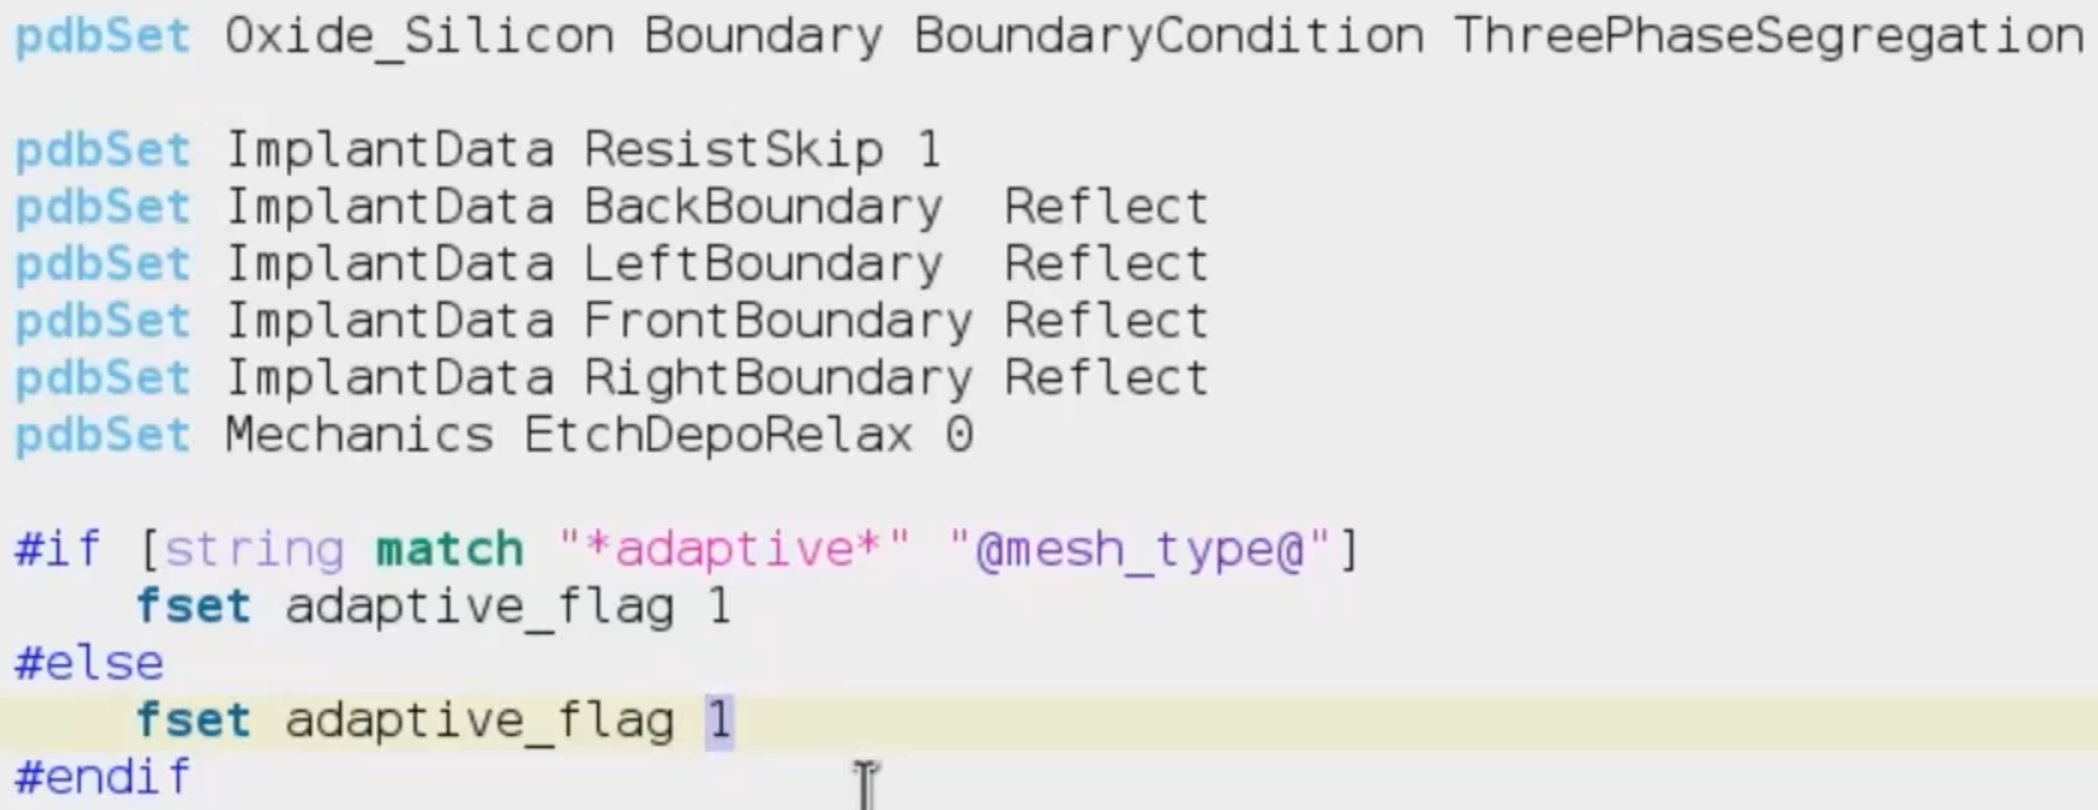 pdbSet Oxide_Silicon Boundary BoundaryCondition ThreePhaseSegregation
pdbSet ImplantData ResistSkip 1
pdbSet ImplantData BackBoundary  Reflect
pdbSet ImplantData LeftBoundary  Reflect
pdbSet ImplantData FrontBoundary Reflect
pdbSet ImplantData RightBoundary Reflect
pdbSet Mechanics EtchDepoRelax 0
#if [string match "*adaptive*" "@mesh_type@"]
    fset adaptive_flag 1
#else
    fset adaptive_flag 1
#endif